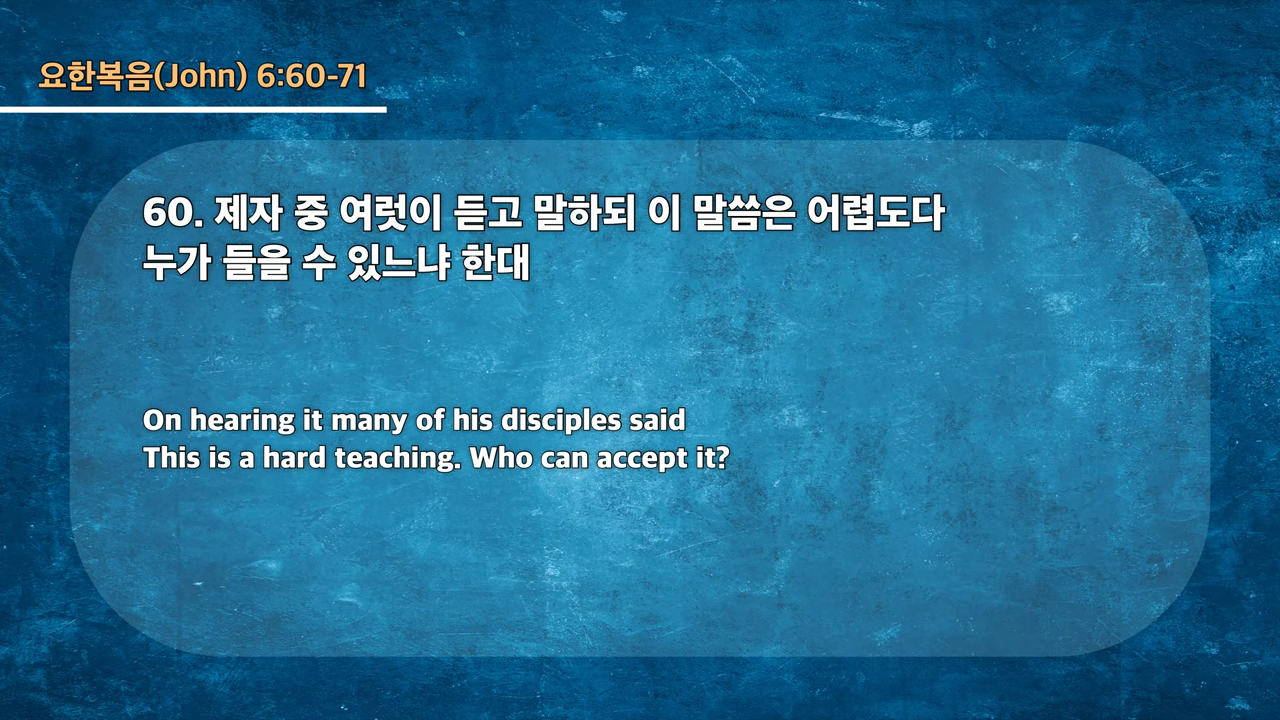 요한복음(John) 6:60-71
60. 제자 중 여럿이 듣고 말하되 이 말씀은 어렵도다
누가 들을 수 있느냐 한대
On hearing it many of his disciples said
This is a hard teaching. Who can accept it?